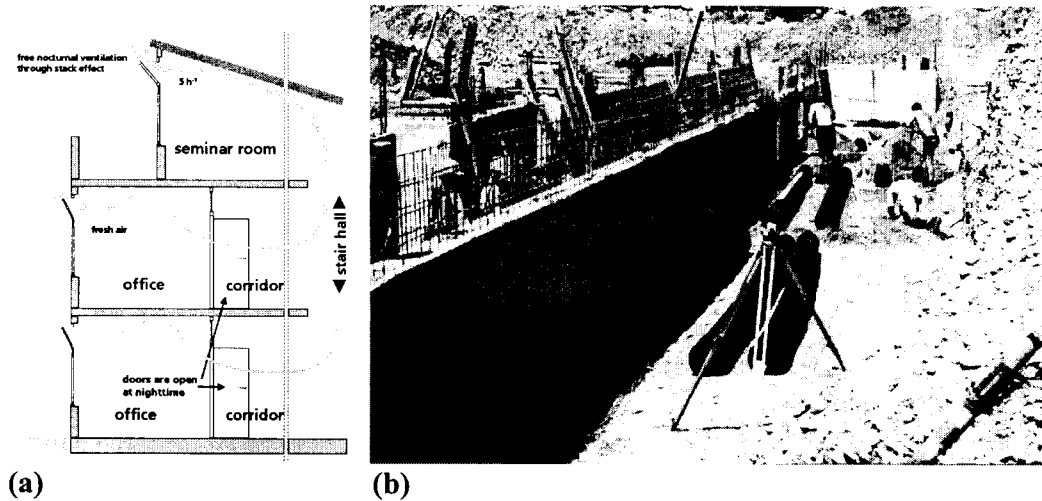 free nocturnal ventilation
through stack effect
5 h⁻¹
seminar room
fresh air
stair hall
office
corridor
doors are open
at nighttime
office
corridor
(a)
(b)